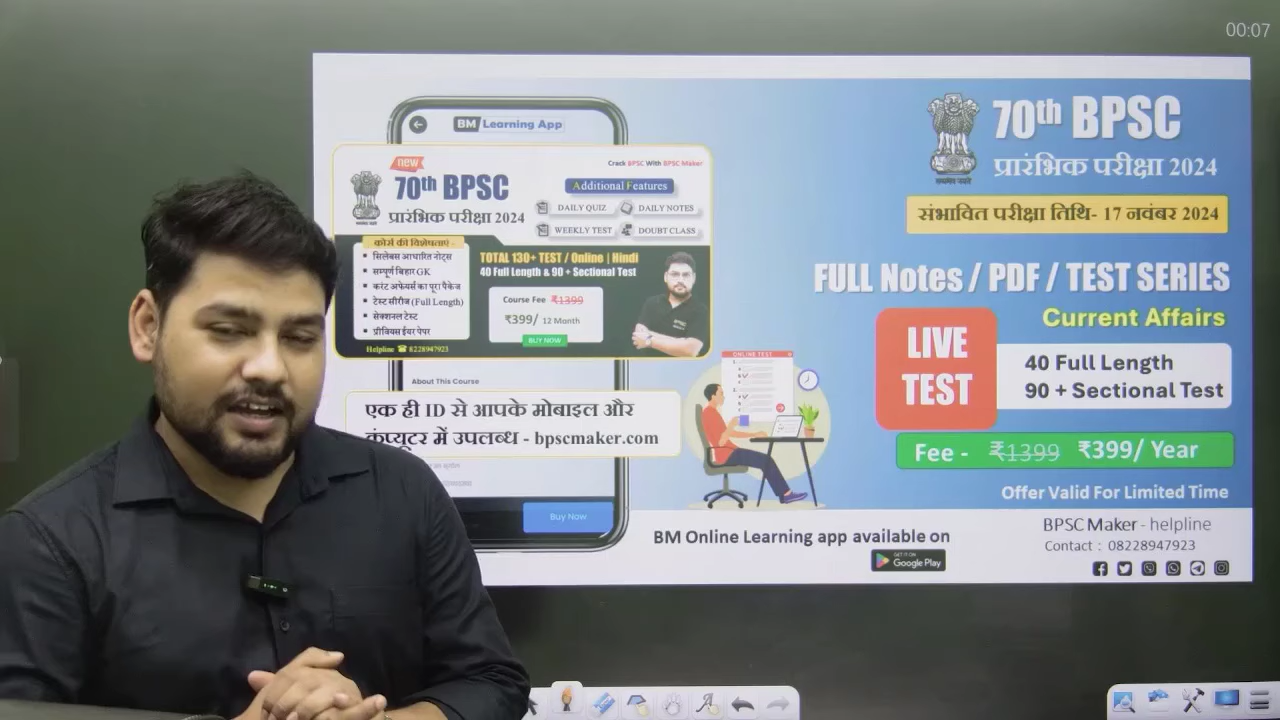 00:07
BM Learning App
new
Crack BPSC With BPSC Maker
70th BPSC
प्रारंभिक परीक्षा 2024
Additional Features
DAILY QUIZ
DAILY NOTES
WEEKLY TEST
DOUBT CLASS
कोर्स की विशेषताएं -
सिलेबस आधारित नोट्स
सम्पूर्ण बिहार GK
करंट अफेयर्स का पूरा पैकेज
टेस्ट सीरीज (Full Length)
सेक्शनल टेस्ट
प्रीवियस ईयर पेपर
Helpline ☎ 8228947923
TOTAL 130+ TEST / Online | Hindi
40 Full Length & 90 + Sectional Test
Course Fee ₹1399
₹399/ 12 Month
BUY NOW
About This Course
एक ही ID से आपके मोबाइल और
कंप्यूटर में उपलब्ध - bpscmaker.com
Buy Now
ONLINE TEST
70th BPSC
प्रारंभिक परीक्षा 2024
संभावित परीक्षा तिथि- 17 नवंबर 2024
FULL Notes / PDF / TEST SERIES
Current Affairs
LIVE
TEST
40 Full Length
90 + Sectional Test
Fee - ₹1399 ₹399/ Year
Offer Valid For Limited Time
BM Online Learning app available on
GET IT ON
Google Play
BPSC Maker - helpline
Contact : 08228947923